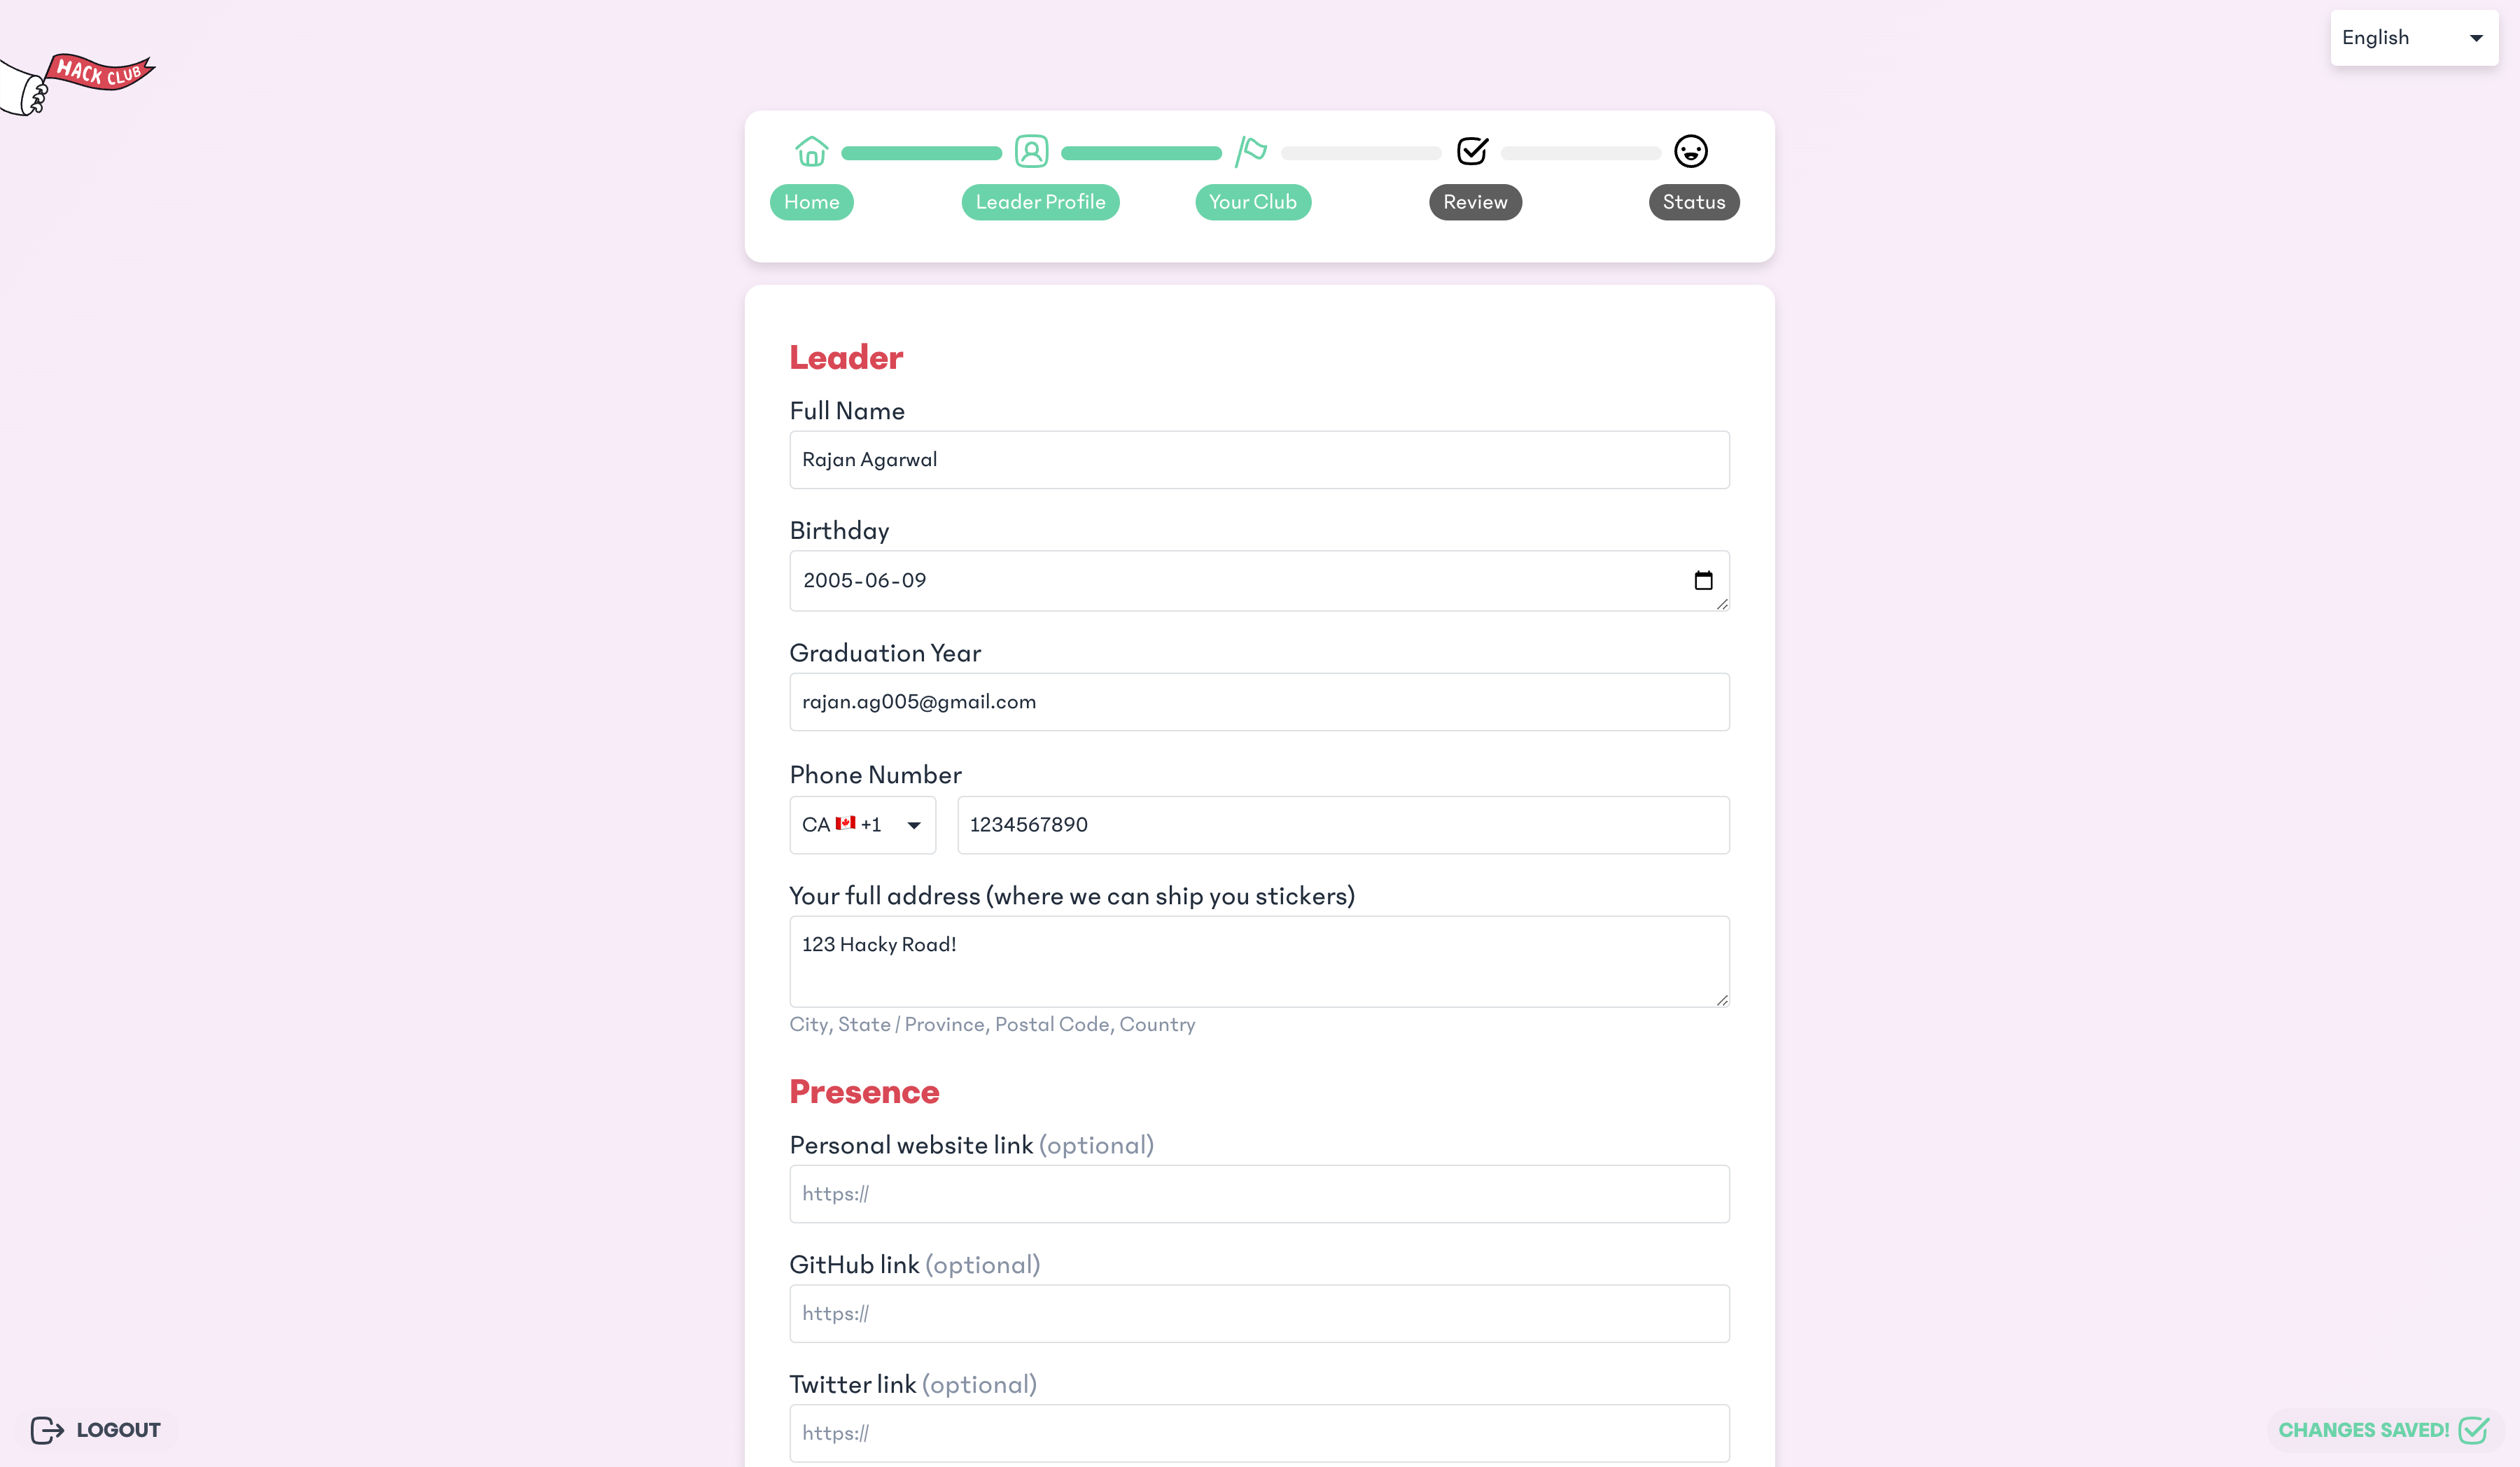 HACK CLUB
English
Home
Leader Profile
Your Club
Review
Status
Leader
Full Name
Rajan Agarwal
Birthday
2005-06-09
Graduation Year
rajan.ag005@gmail.com
Phone Number
CA 🇨🇦 +1
1234567890
Your full address (where we can ship you stickers)
123 Hacky Road!
City, State / Province, Postal Code, Country
Presence
Personal website link (optional)
https://
GitHub link (optional)
https://
Twitter link (optional)
https://
LOGOUT
CHANGES SAVED!